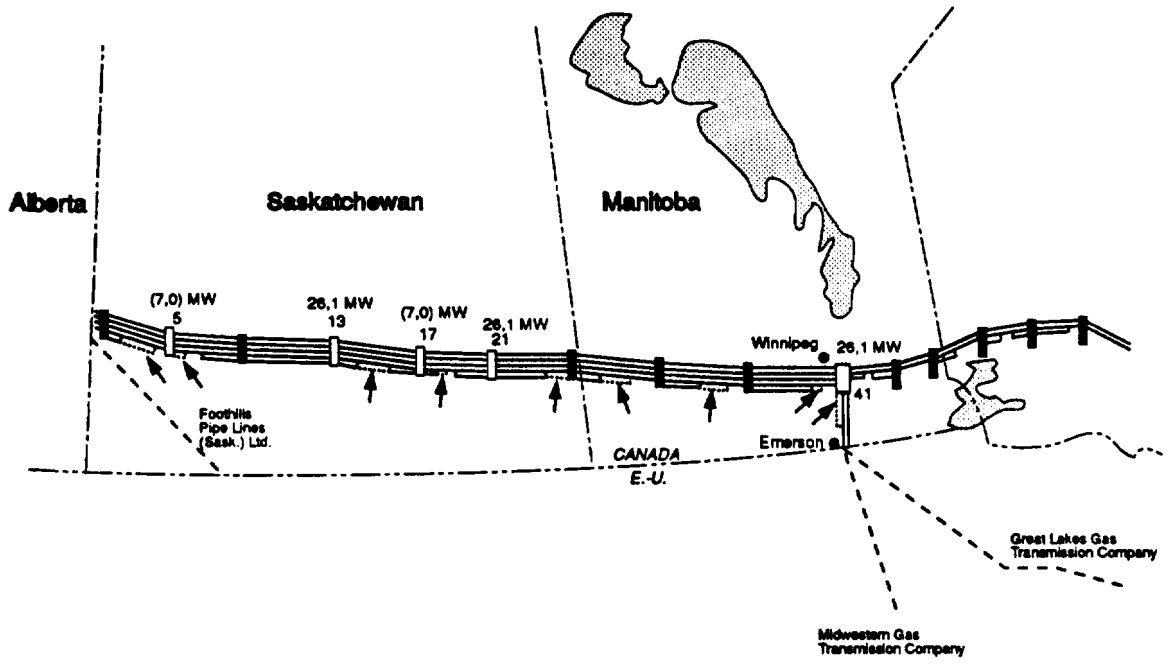 Alberta
Saskatchewan
Manitoba
(7,0) MW
5
26,1 MW
13
(7,0) MW
17
26,1 MW
21
Winnipeg
26,1 MW
41
Foothills
Pipe Lines
(Sask.) Ltd.
Emerson
CANADA
E.-U.
Great Lakes Gas
Transmission Company
Midwestern Gas
Transmission Company